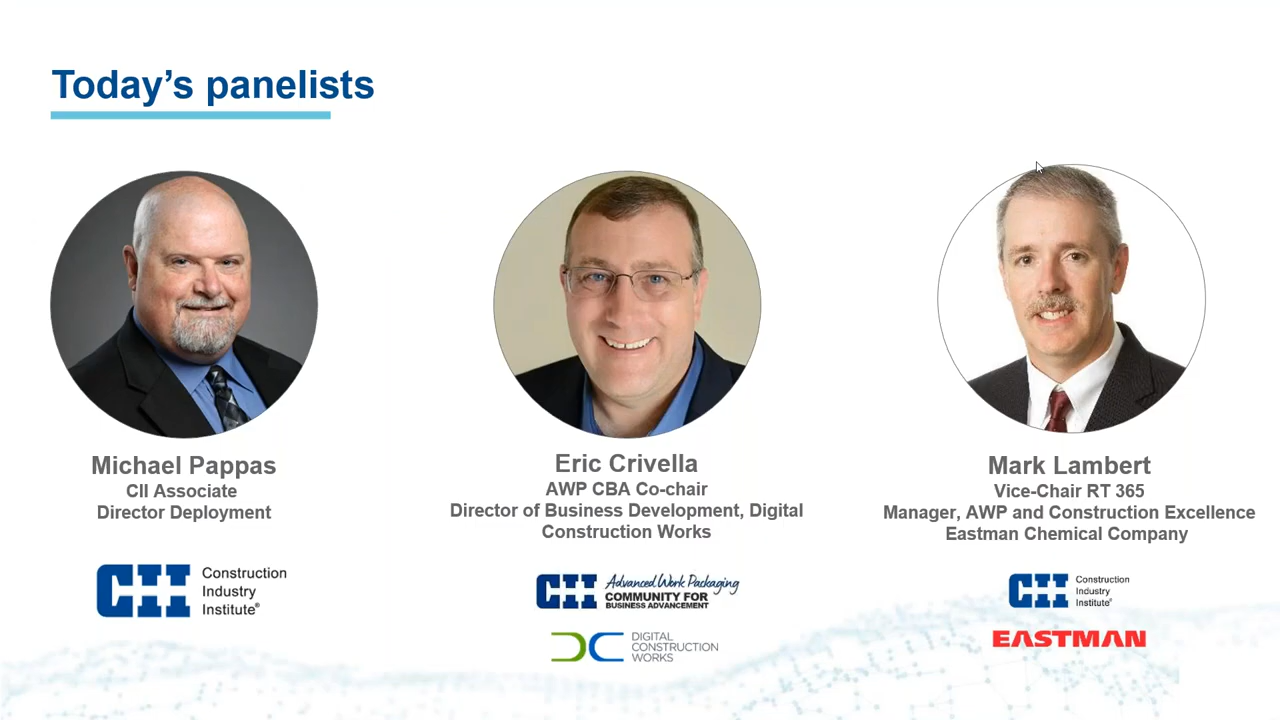 Today's panelists
Michael Pappas
CII Associate
Director Deployment
CII Construction
Industry
Institute®
Eric Crivella
AWP CBA Co-chair
Director of Business Development, Digital
Construction Works
CII Advanced Work Packaging
COMMUNITY FOR
BUSINESS ADVANCEMENT
DC DIGITAL
CONSTRUCTION
WORKS
Mark Lambert
Vice-Chair RT 365
Manager, AWP and Construction Excellence
Eastman Chemical Company
CII Construction
Industry
Institute®
EASTMAN